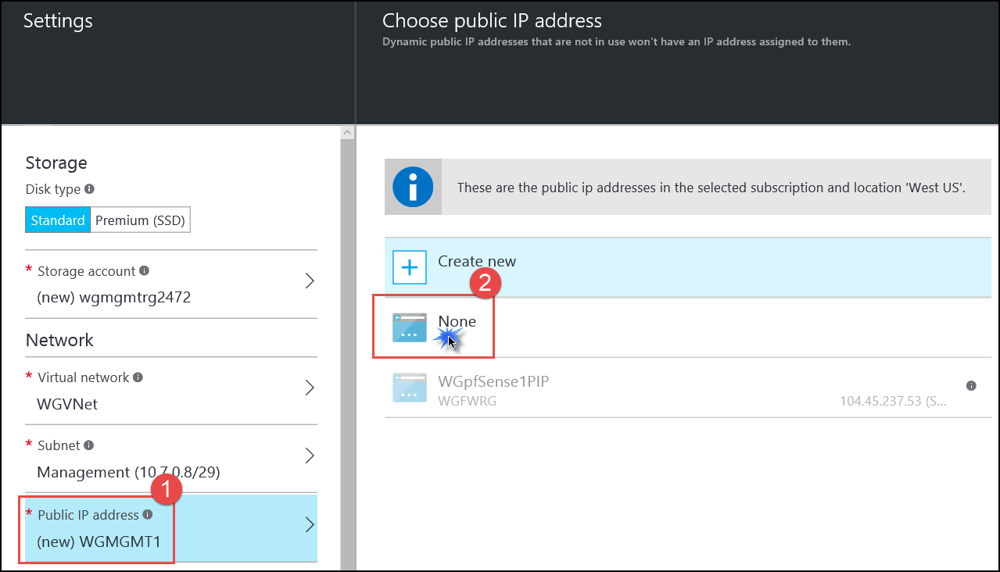 Settings
Choose public IP address
Dynamic public IP addresses that are not in use won't have an IP address assigned to them.
Storage
Disk type
Standard
Premium (SSD)
* Storage account
(new) wgmgmtrg2472
Network
* Virtual network
WGVNet
* Subnet
Management (10.7.0.8/29)
1
* Public IP address
(new) WGMGMT1
These are the public ip addresses in the selected subscription and location 'West US'.
Create new
2
None
WGpfSense1PIP
WGFWRG
104.45.237.53 (S...